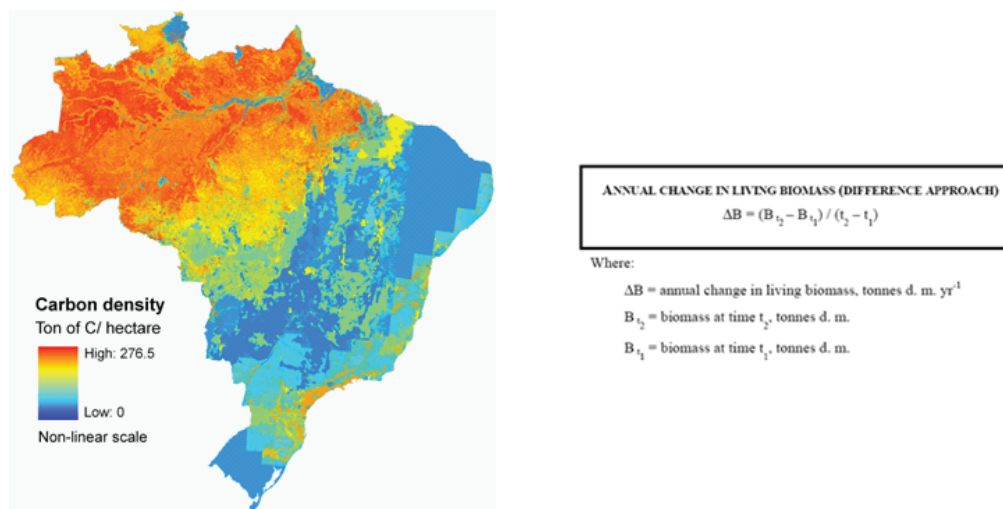 Carbon density
Ton of C/ hectare
High: 276.5
Low: 0
Non-linear scale
ANNUAL CHANGE IN LIVING BIOMASS (DIFFERENCE APPROACH)
ΔB = (B t₂ – B t₁) / (t₂ – t₁)
Where:
ΔB = annual change in living biomass, tonnes d. m. yr⁻¹
B t₂ = biomass at time t₂, tonnes d. m.
B t₁ = biomass at time t₁, tonnes d. m.